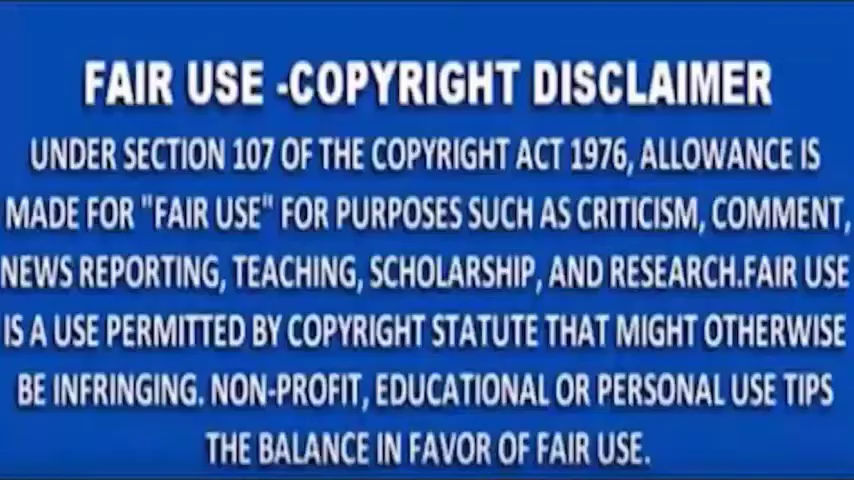 FAIR USE -COPYRIGHT DISCLAIMER
UNDER SECTION 107 OF THE COPYRIGHT ACT 1976, ALLOWANCE IS
MADE FOR "FAIR USE" FOR PURPOSES SUCH AS CRITICISM, COMMENT,
NEWS REPORTING, TEACHING, SCHOLARSHIP, AND RESEARCH.FAIR USE
IS A USE PERMITTED BY COPYRIGHT STATUTE THAT MIGHT OTHERWISE
BE INFRINGING. NON-PROFIT, EDUCATIONAL OR PERSONAL USE TIPS
THE BALANCE IN FAVOR OF FAIR USE.